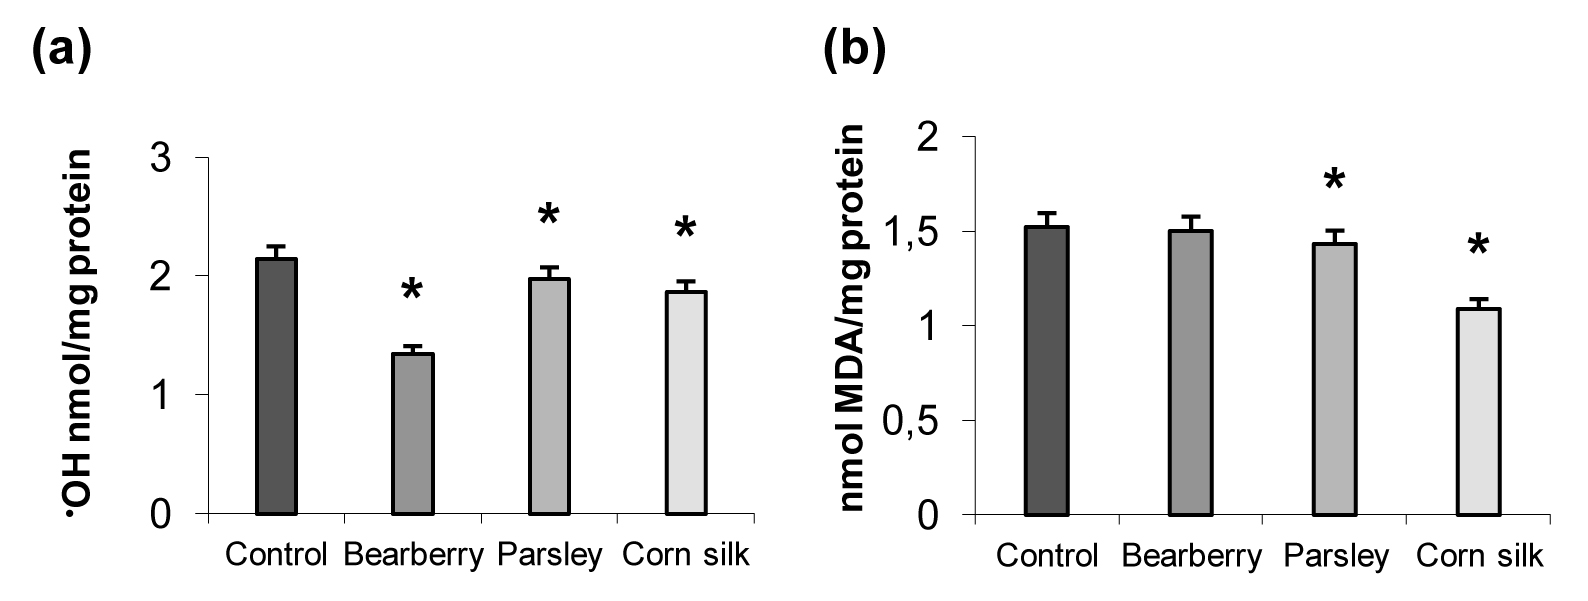 (a)
•OH nmol/mg protein
3
2
1
0
*
*
*
Control Bearberry Parsley Corn silk
(b)
nmol MDA/mg protein
2
1,5
1
0,5
0
*
*
Control Bearberry Parsley Corn silk